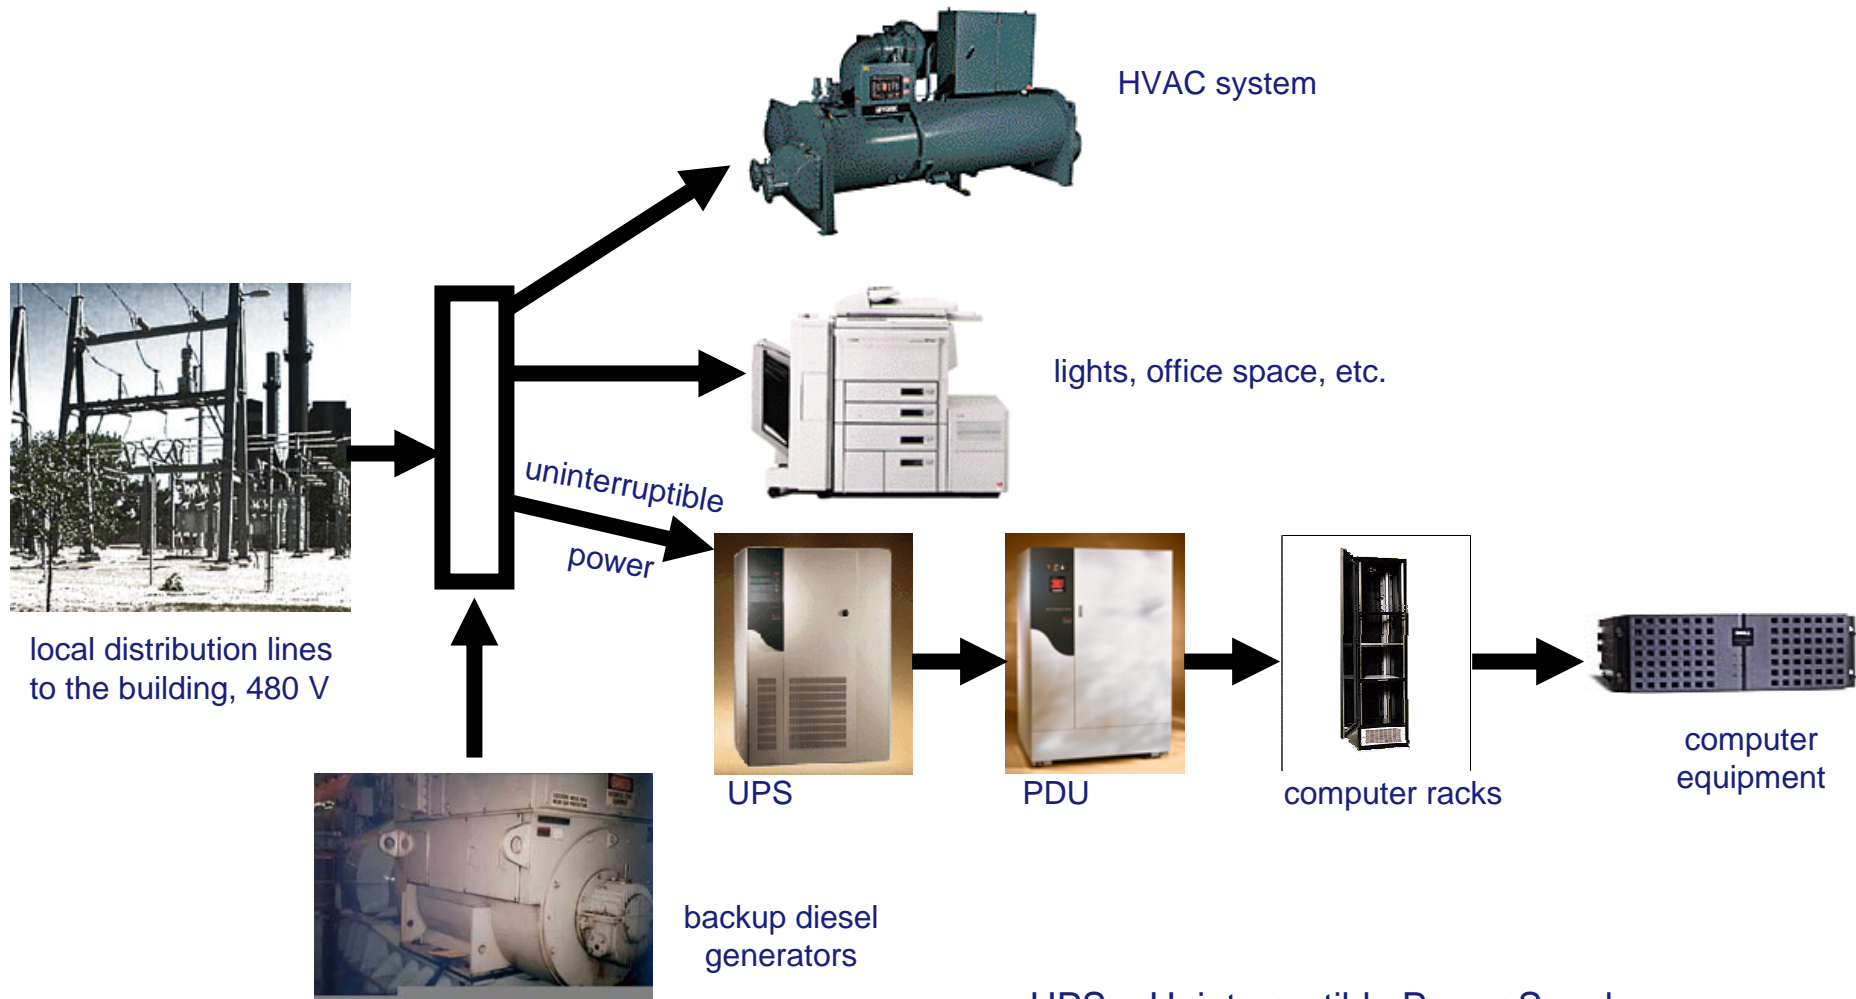 HVAC system
lights, office space, etc.
uninterruptible
power
local distribution lines
to the building, 480 V
UPS
PDU
computer racks
computer
equipment
backup diesel
generators